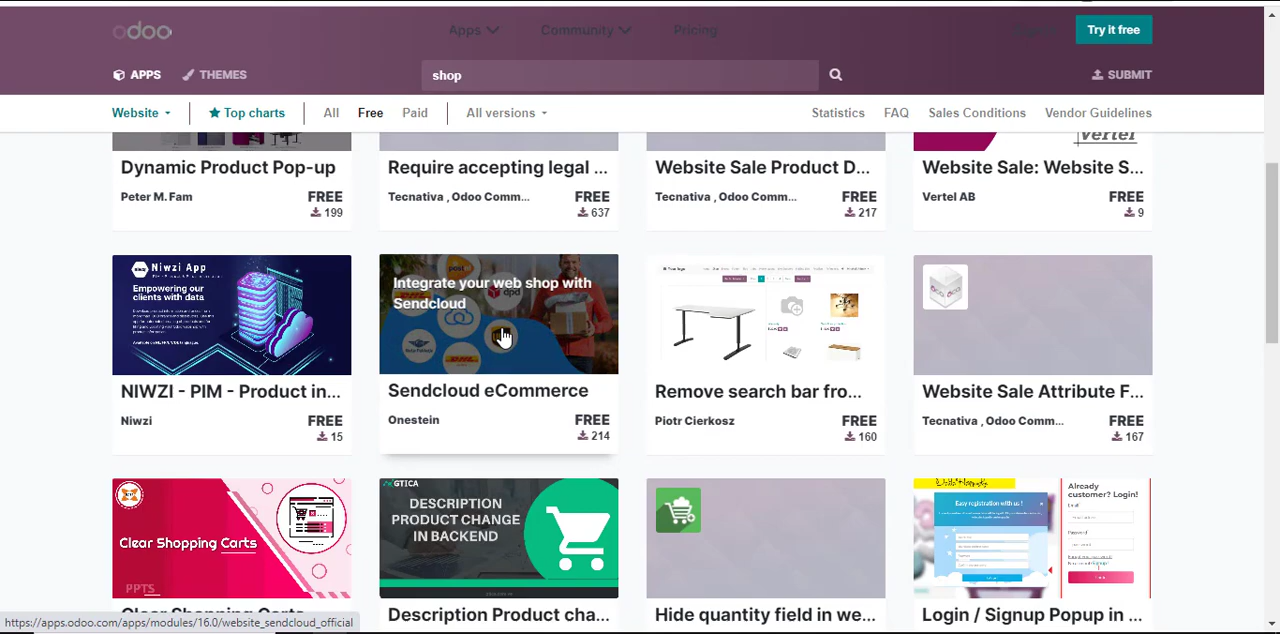 odoo
Apps
Community
Pricing
Try it free
APPS
THEMES
shop
SUBMIT
Website
Top charts
All
Free
Paid
All versions
Statistics
FAQ
Sales Conditions
Vendor Guidelines
Vertel
Dynamic Product Pop-up
Peter M. Fam
FREE
199
Require accepting legal ...
Tecnativa , Odoo Comm...
FREE
637
Website Sale Product D...
Tecnativa , Odoo Comm...
FREE
217
Website Sale: Website S...
Vertel AB
FREE
9
Niwzi App
Empowering our
clients with data
NIWZI - PIM - Product in...
Niwzi
FREE
15
Integrate your web shop with
Sendcloud
Sendcloud eCommerce
Onestein
FREE
214
Remove search bar fro...
Piotr Cierkosz
FREE
160
Website Sale Attribute F...
Tecnativa , Odoo Comm...
FREE
167
Clear Shopping Carts
PPTS
Clear Shopping Carts
GTICA
DESCRIPTION
PRODUCT CHANGE
IN BACKEND
Description Product cha...
Hide quantity field in we...
Easy registration with us !
Already
customer? Login!
Login / Signup Popup in ...
https://apps.odoo.com/apps/modules/16.0/website_sendcloud_official